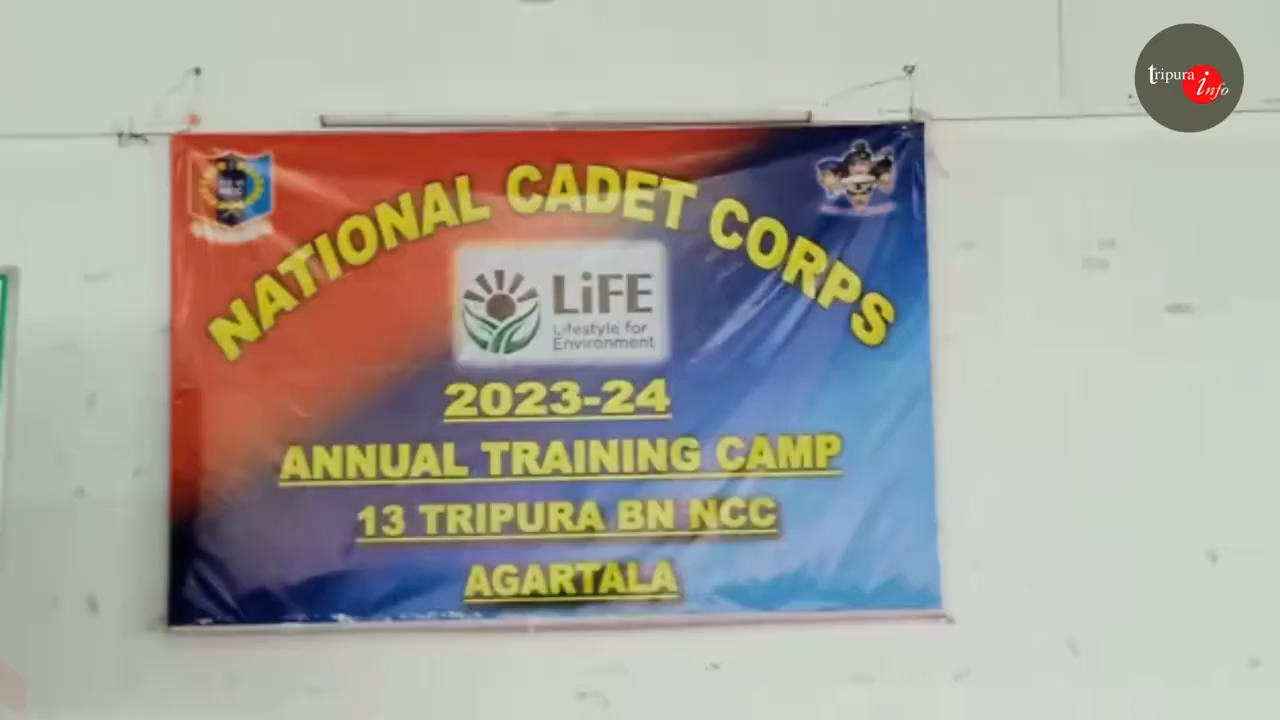 tripura
info
NATIONAL CADET CORPS
LiFE
Lifestyle for
Environment
2023-24
ANNUAL TRAINING CAMP
13 TRIPURA BN NCC
AGARTALA